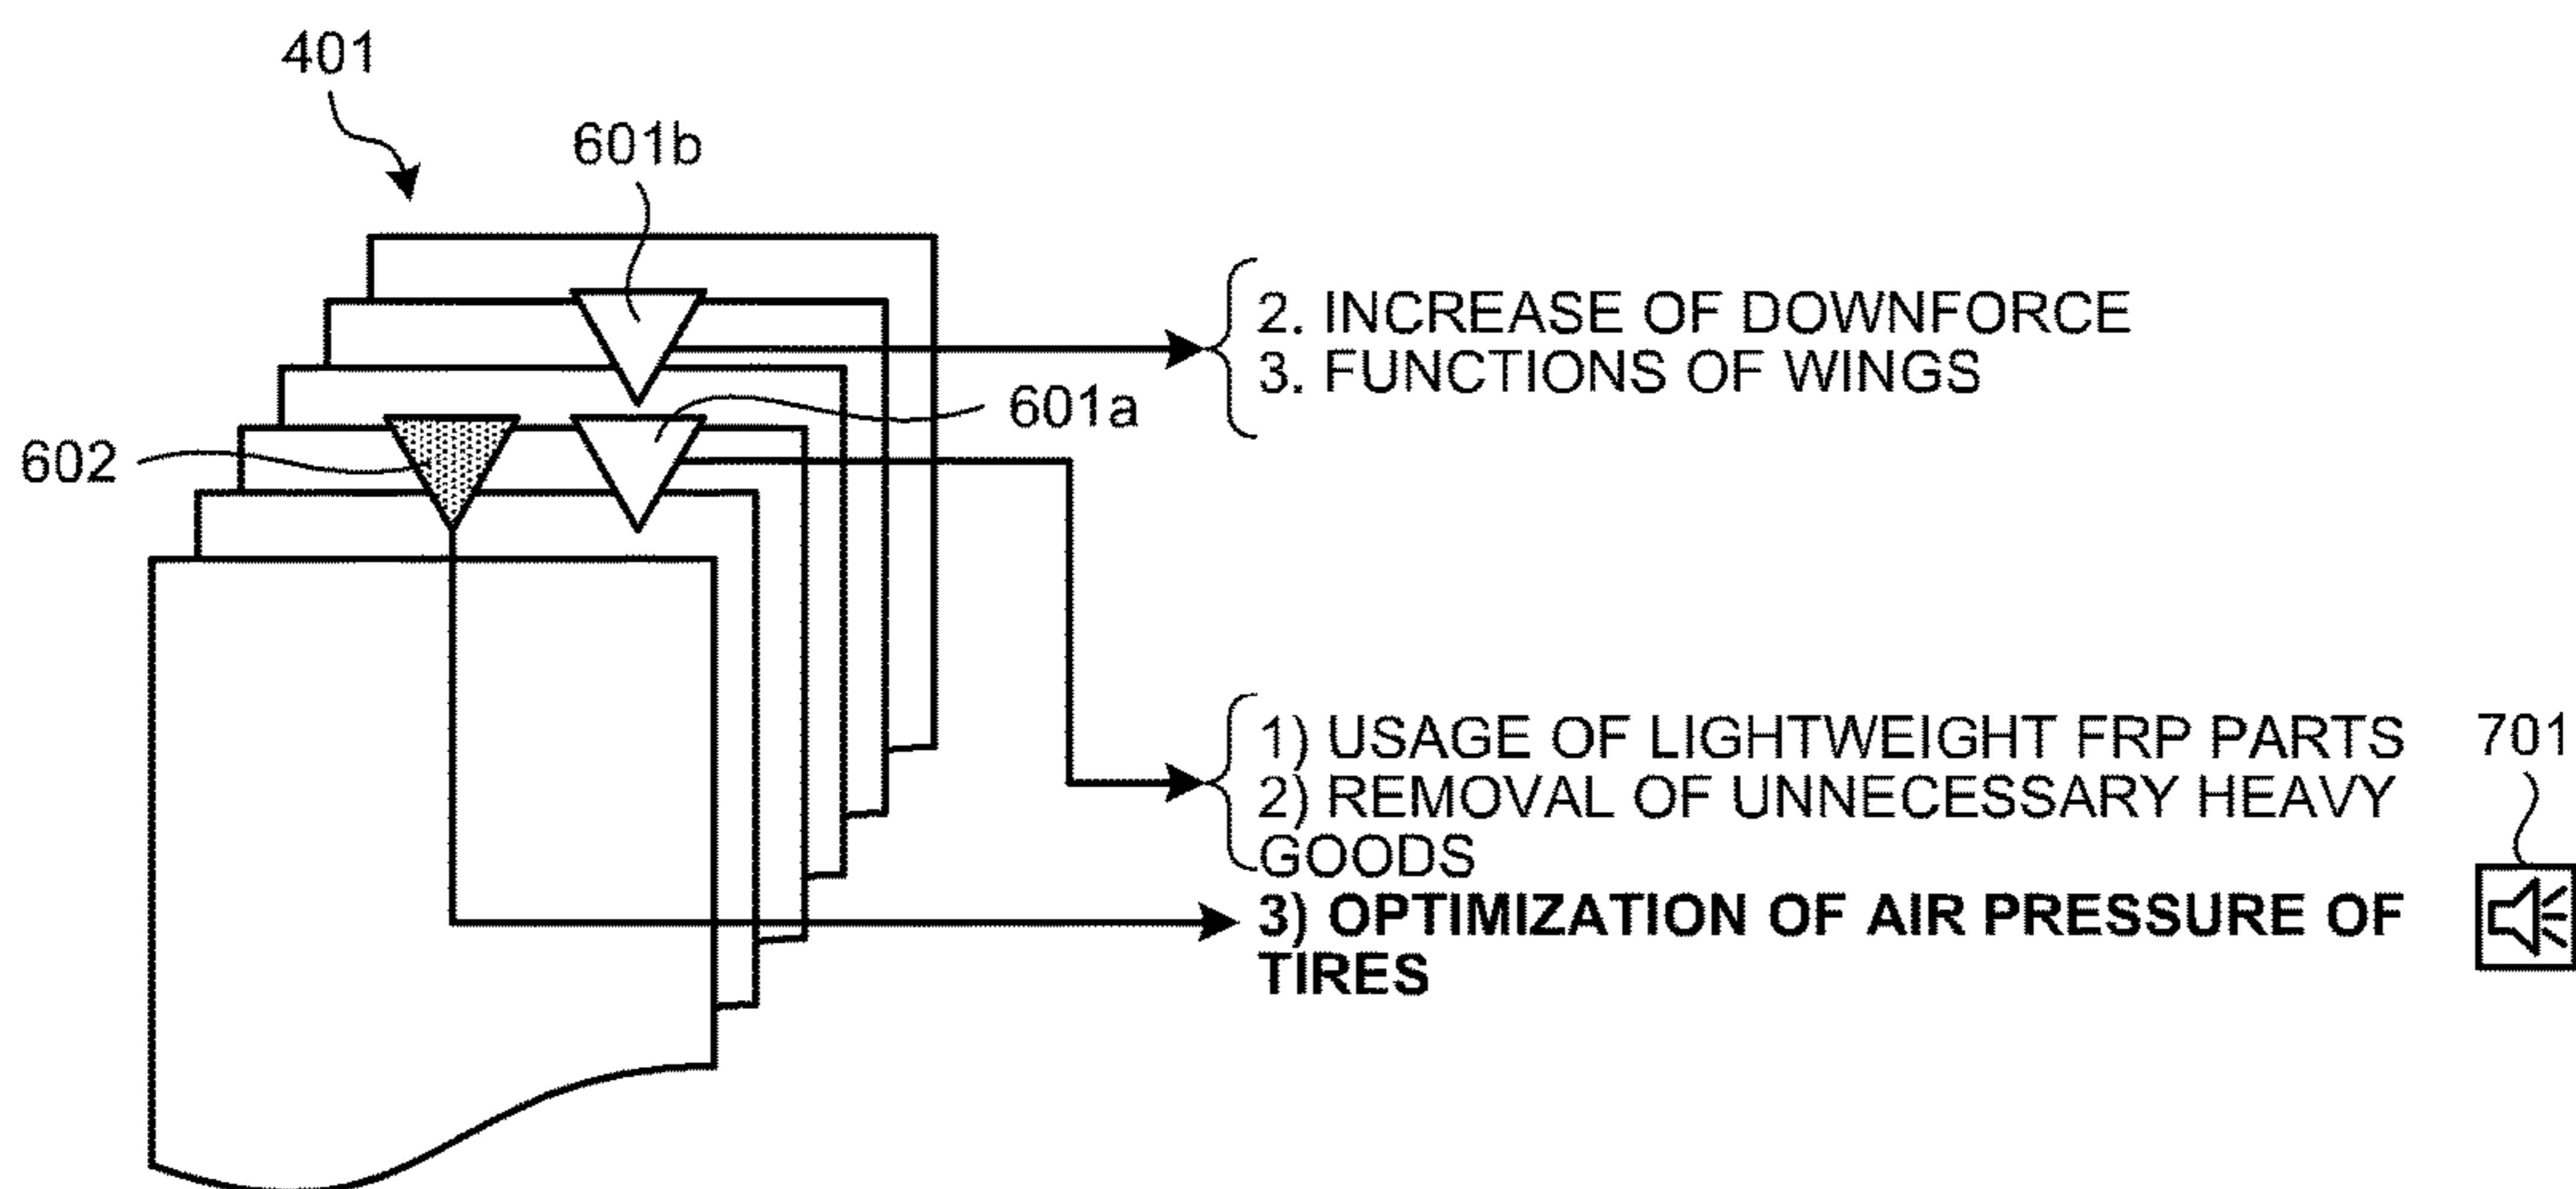 401
601b
2. INCREASE OF DOWNFORCE
3. FUNCTIONS OF WINGS
601a
602
1) USAGE OF LIGHTWEIGHT FRP PARTS
2) REMOVAL OF UNNECESSARY HEAVY
GOODS
3) OPTIMIZATION OF AIR PRESSURE OF
TIRES
701